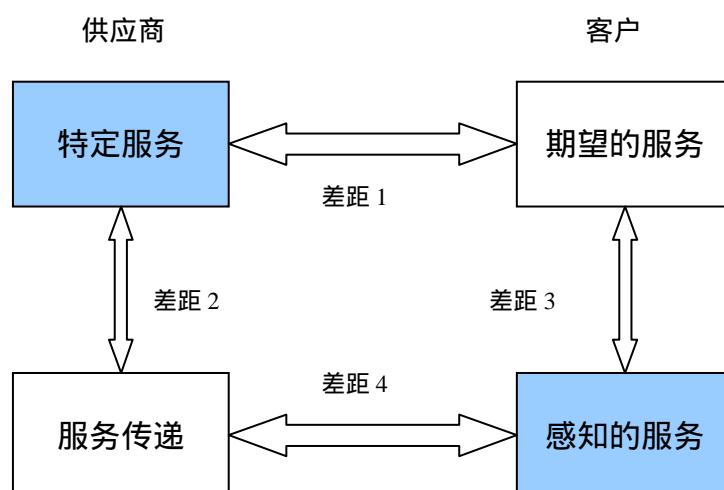 供应商
客户
特定服务
期望的服务
差距 1
差距 2
差距 3
差距 4
服务传递
感知的服务